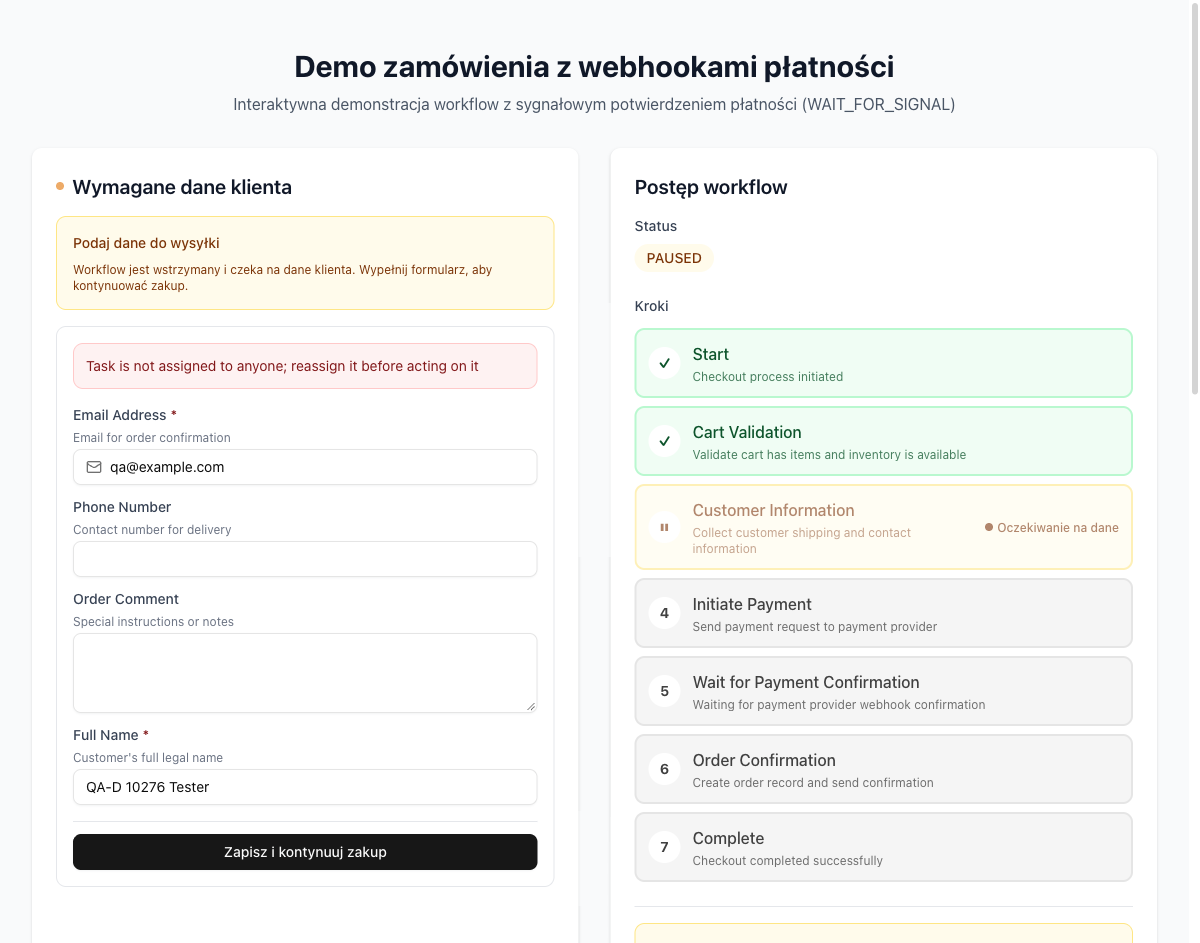 Demo zamówienia z webhookami płatności
Interaktywna demonstracja workflow z sygnałowym potwierdzeniem płatności (WAIT_FOR_SIGNAL)
Wymagane dane klienta
Podaj dane do wysyłki
Workflow jest wstrzymany i czeka na dane klienta. Wypełnij formularz, aby
kontynuować zakup.
Task is not assigned to anyone; reassign it before acting on it
Email Address *
Email for order confirmation
qa@example.com
Phone Number
Contact number for delivery
Order Comment
Special instructions or notes
Full Name *
Customer's full legal name
QA-D 10276 Tester
Zapisz i kontynuuj zakup
Postęp workflow
Status
PAUSED
Kroki
Start
Checkout process initiated
Cart Validation
Validate cart has items and inventory is available
Customer Information
Collect customer shipping and contact
information
Oczekiwanie na dane
4
Initiate Payment
Send payment request to payment provider
5
Wait for Payment Confirmation
Waiting for payment provider webhook confirmation
6
Order Confirmation
Create order record and send confirmation
7
Complete
Checkout completed successfully